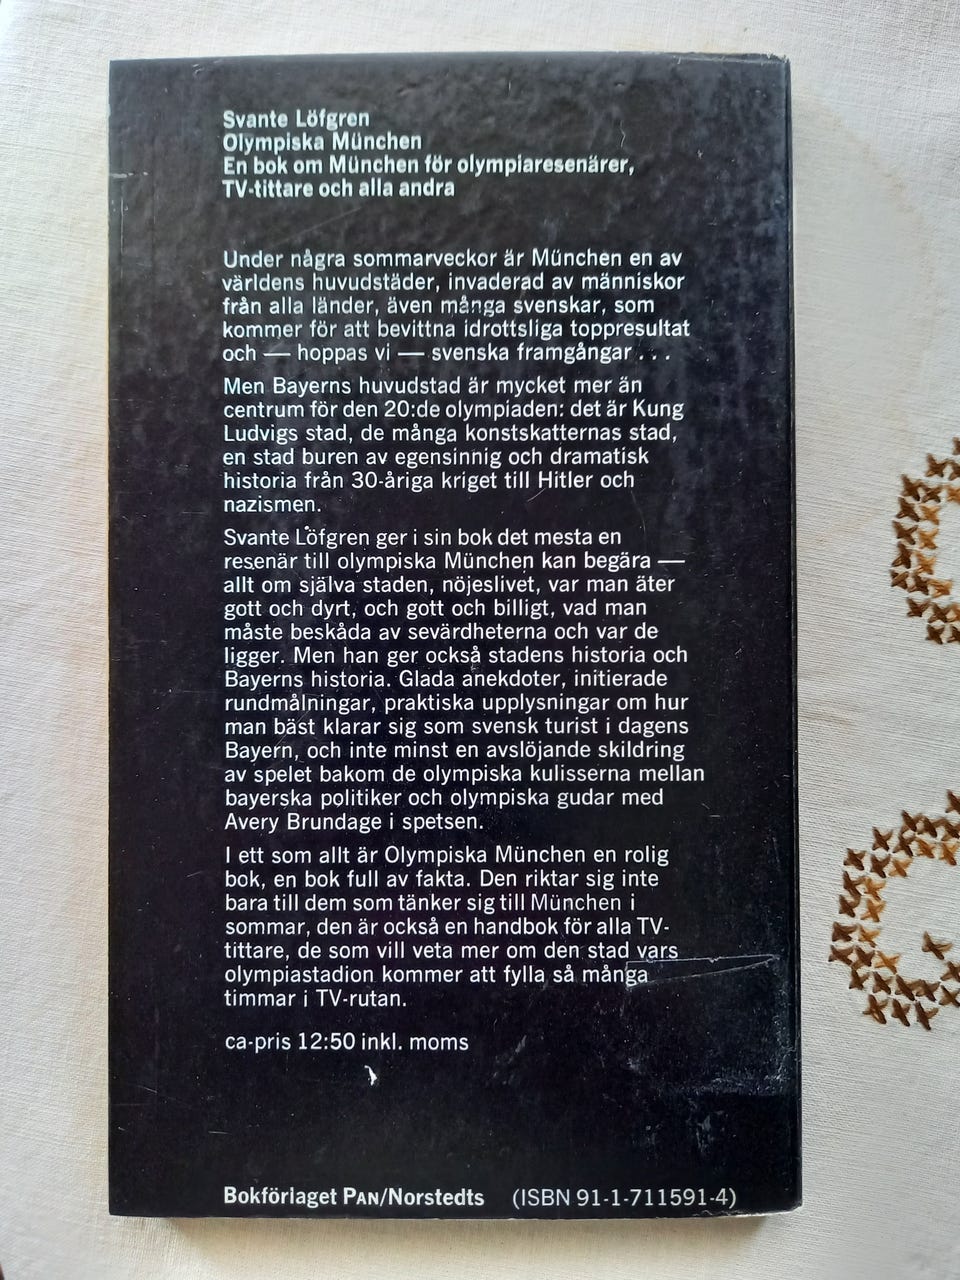 Svante Löfgren
Olympiska München
En bok om München för olympiaresenärer,
TV-tittare och alla andra
Under några sommarveckor är München en av
världens huvudstäder, invaderad av människor
från alla länder, även många svenskar, som
kommer för att bevittna idrottsliga toppresultat
och — hoppas vi — svenska framgångar . . .
Men Bayerns huvudstad är mycket mer än
centrum för den 20:de olympiaden: det är Kung
Ludvigs stad, de många konstskatternas stad,
en stad buren av egensinnig och dramatisk
historia från 30-åriga kriget till Hitler och
nazismen.
Svante Löfgren ger i sin bok det mesta en
resenär till olympiska München kan begära —
allt om själva staden, nöjeslivet, var man äter
gott och dyrt, och gott och billigt, vad man
måste beskåda av sevärdheterna och var de
ligger. Men han ger också stadens historia och
Bayerns historia. Glada anekdoter, initierade
rundmålningar, praktiska upplysningar om hur
man bäst klarar sig som svensk turist i dagens
Bayern, och inte minst en avslöjande skildring
av spelet bakom de olympiska kulisserna mellan
bayerska politiker och olympiska gudar med
Avery Brundage i spetsen.
I ett som allt är Olympiska München en rolig
bok, en bok full av fakta. Den riktar sig inte
bara till dem som tänker sig till München i
sommar, den är också en handbok för alla TV-
tittare, de som vill veta mer om den stad vars
olympiastadion kommer att fylla så många
timmar i TV-rutan.
ca-pris 12:50 inkl. moms
Bokförlaget PAN/Norstedts (ISBN 91-1-711591-4)